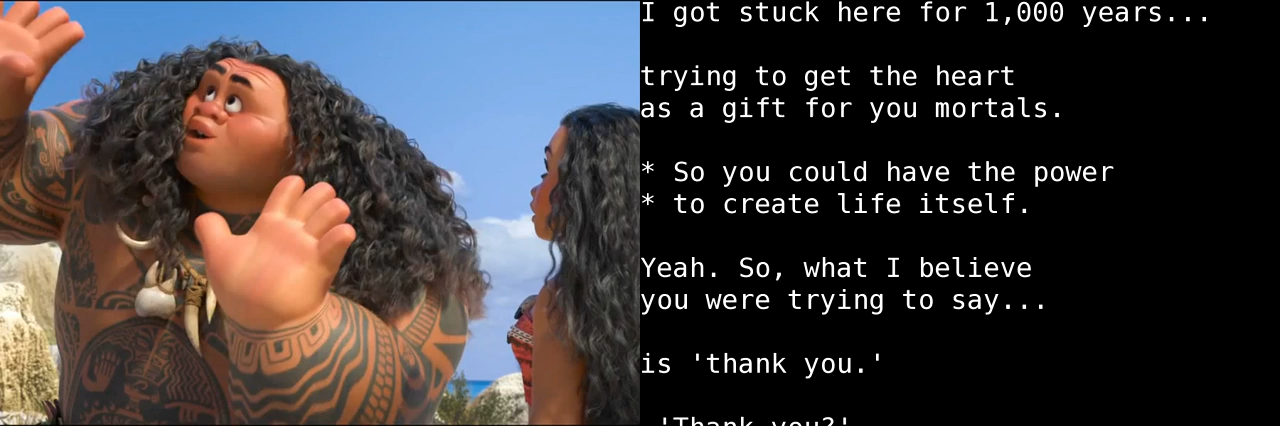 I got stuck here for 1,000 years...
trying to get the heart
as a gift for you mortals.
* So you could have the power
* to create life itself.
Yeah. So, what I believe
you were trying to say...
is 'thank you.'
'Thank you?'